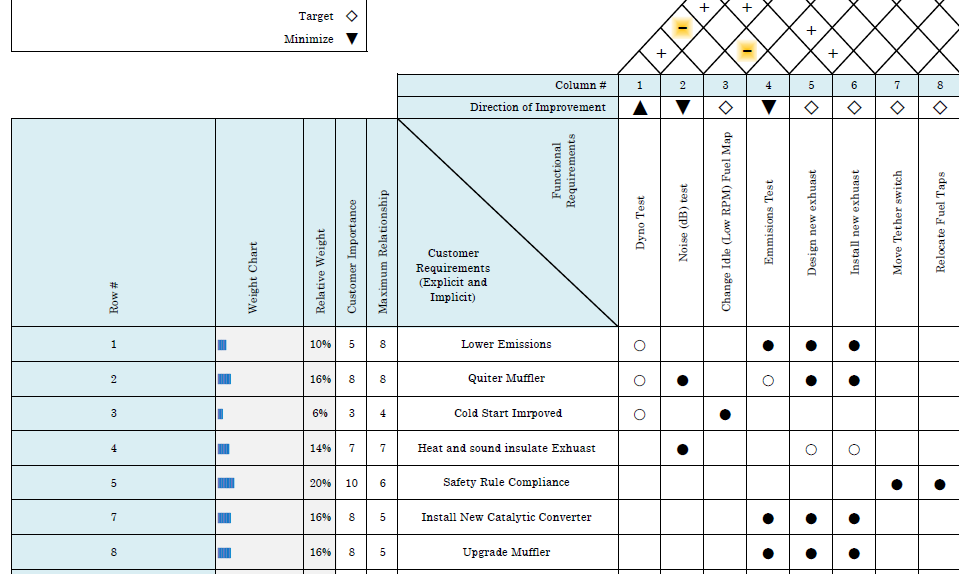 Target ◇
Minimize ▼
+ +
− +
+ − +
Column # 1 2 3 4 5 6 7 8
Direction of Improvement ▲ ▼ ◇ ▼ ◇ ◇ ◇ ◇
Row #
Weight Chart
Relative Weight
Customer Importance
Maximum Relationship
Functional
Requirements
Customer
Requirements
(Explicit and
Implicit)
Dyno Test
Noise (dB) test
Change Idle (Low RPM) Fuel Map
Emmisions Test
Design new exhuast
Install new exhuast
Move Tether switch
Relocate Fuel Taps
1 10% 5 8 Lower Emissions ○ ● ● ●
2 16% 8 8 Quiter Muffler ○ ● ○ ● ●
3 6% 3 4 Cold Start Imrpoved ○ ●
4 14% 7 7 Heat and sound insulate Exhuast ● ○ ○
5 20% 10 6 Safety Rule Compliance ● ●
7 16% 8 5 Install New Catalytic Converter ● ● ●
8 16% 8 5 Upgrade Muffler ● ● ●